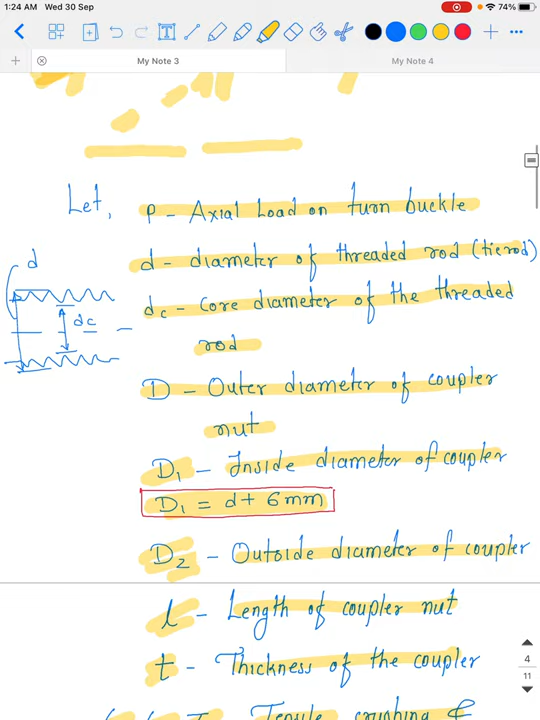 1:24 AM Wed 30 Sep
74%
My Note 3
My Note 4
Let, P - Axial Load on turn buckle
d
d - diameter of threaded rod (tie rod)
dc - Core diameter of the threaded
rod
dc
D - Outer diameter of coupler
nut
D1 - Inside diameter of coupler
D1 = d + 6mm
D2 - Outside diameter of coupler
l - Length of coupler nut
t - Thickness of the coupler
4
11
Tensile, crushing &